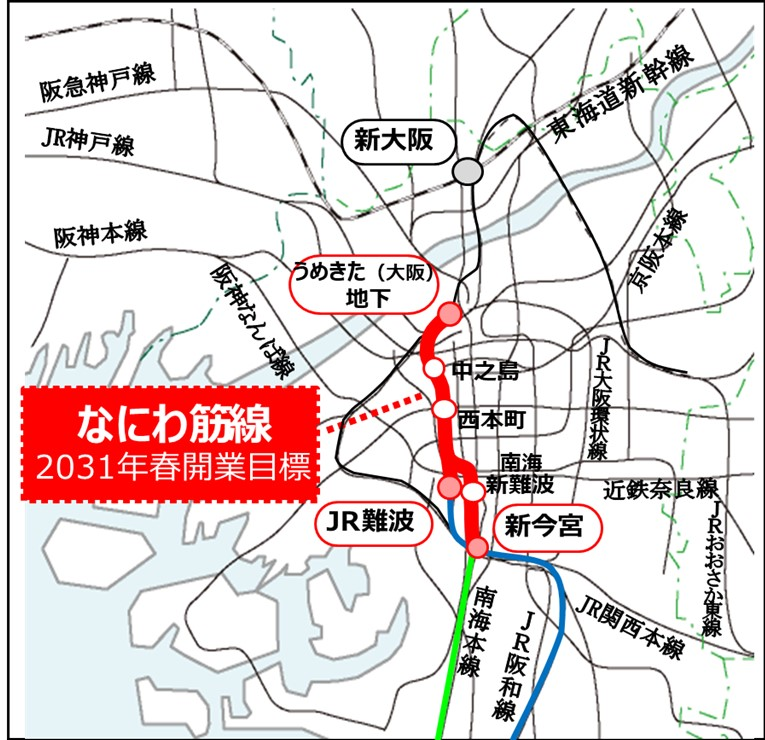 阪急神戸線
JR神戸線
新大阪
東海道新幹線
阪神本線
京阪本線
うめきた（大阪）
地下
阪神なんば線
中之島
JR大阪環状線
なにわ筋線
2031年春開業目標
西本町
南海
新難波
近鉄奈良線
JR難波
新今宮
JRおおさか東線
南海本線
JR阪和線
JR関西本線